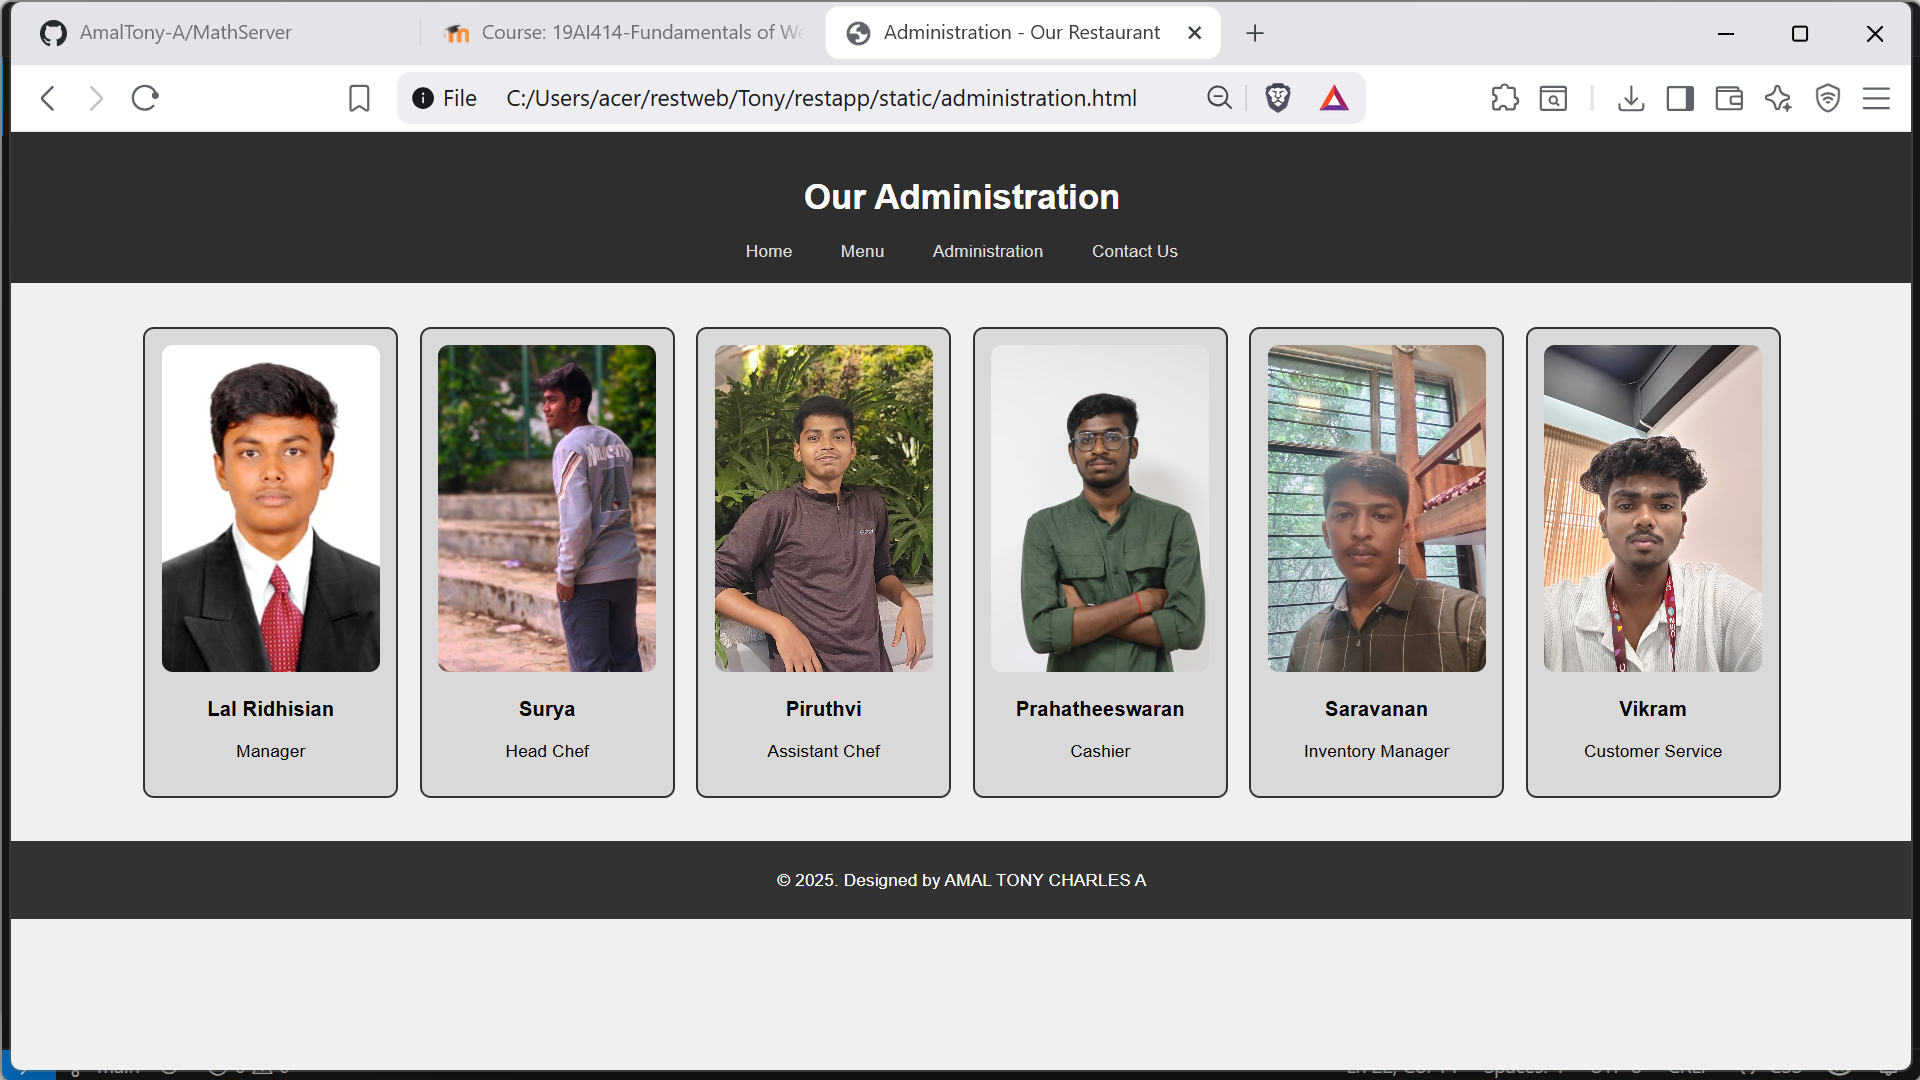 AmalTony-A/MathServer
Course: 19AI414-Fundamentals of We
Administration - Our Restaurant
File
C:/Users/acer/restweb/Tony/restapp/static/administration.html
Our Administration
Home
Menu
Administration
Contact Us
Lal Ridhisian
Manager
Surya
Head Chef
Piruthvi
Assistant Chef
Prahatheeswaran
Cashier
Saravanan
Inventory Manager
Vikram
Customer Service
© 2025. Designed by AMAL TONY CHARLES A